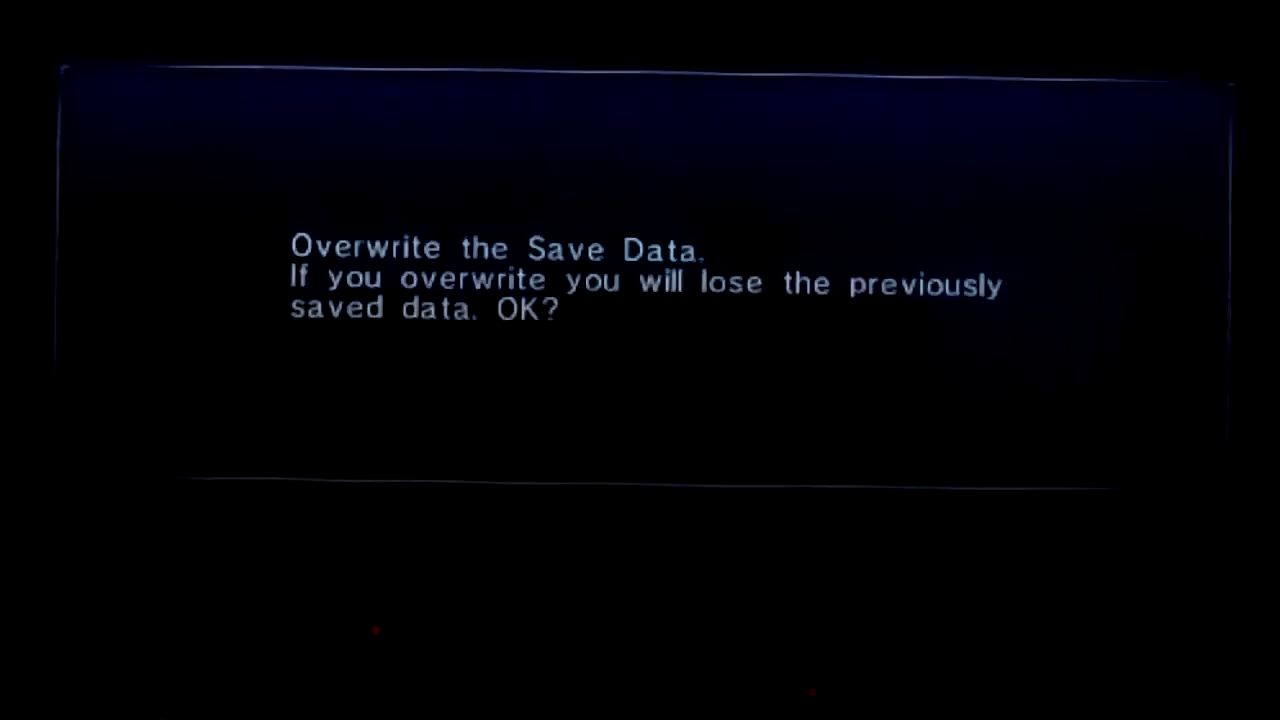 Overwrite the Save Data.
If you overwrite you will lose the previously
saved data. OK?